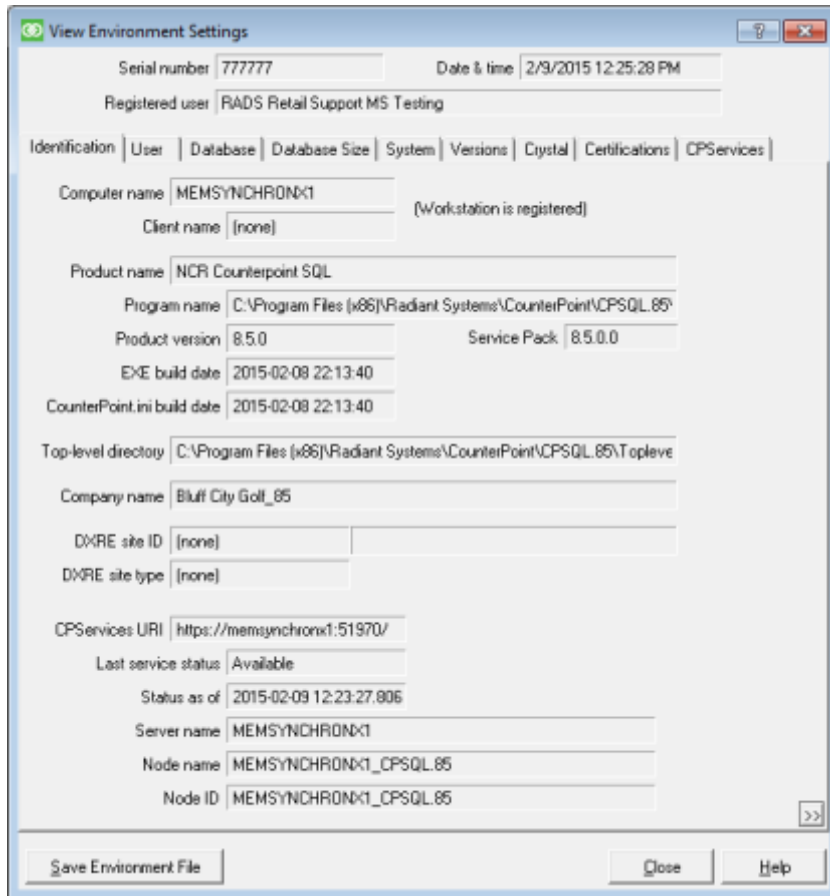 View Environment Settings
Serial number 777777 Date & time 2/9/2015 12:25:28 PM
Registered user RADS Retail Support MS Testing
Identification User Database Database Size System Versions Crystal Certifications CPServices
Computer name MEMSYNCHRONX1
(Workstation is registered)
Client name (none)
Product name NCR Counterpoint SQL
Program name C:\Program Files (x86)\Radiant Systems\CounterPoint\CPSQL.85\
Product version 8.5.0 Service Pack 8.5.0.0
EXE build date 2015-02-08 22:13:40
CounterPoint.ini build date 2015-02-08 22:13:40
Top-level directory C:\Program Files (x86)\Radiant Systems\CounterPoint\CPSQL.85\Topleve
Company name Bluff City Golf_85
DXRE site ID (none)
DXRE site type (none)
CPServices URI https://memsynchronx1:51970/
Last service status Available
Status as of 2015-02-09 12:23:27.806
Server name MEMSYNCHRONX1
Node name MEMSYNCHRONX1_CPSQL.85
Node ID MEMSYNCHRONX1_CPSQL.85
>>
Save Environment File Close Help